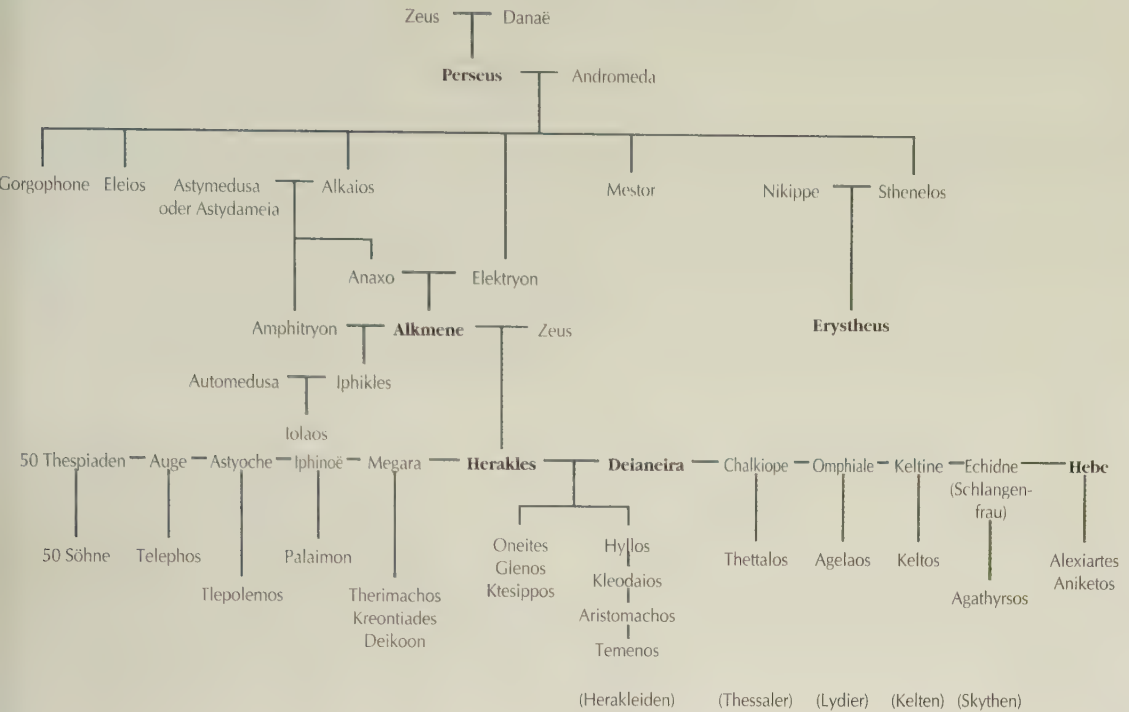 Zeus Danaë
Perseus Andromeda
Gorgophone Eleios Astymedusa Alkaios Mestor Nikippe Sthenelos
oder Astydameia
Anaxo Elektryon
Amphitryon Alkmene Zeus Erystheus
Automedusa Iphikles
Iolaos
50 Thespiaden Auge Astyoche Iphinoë Megara Herakles Deianeira Chalkiope Omphiale Keltine Echidne Hebe
(Schlangen-
frau)
50 Söhne Telephos Palaimon Oneites Hyllos Thettalos Agelaos Keltos Alexiartes
Glenos Aniketos
Ktesippos Kleodaios
Tlepolemos Therimachos Aristomachos Agathyrsos
Kreontiades
Deikoon Temenos
(Herakleiden) (Thessaler) (Lydier) (Kelten) (Skythen)